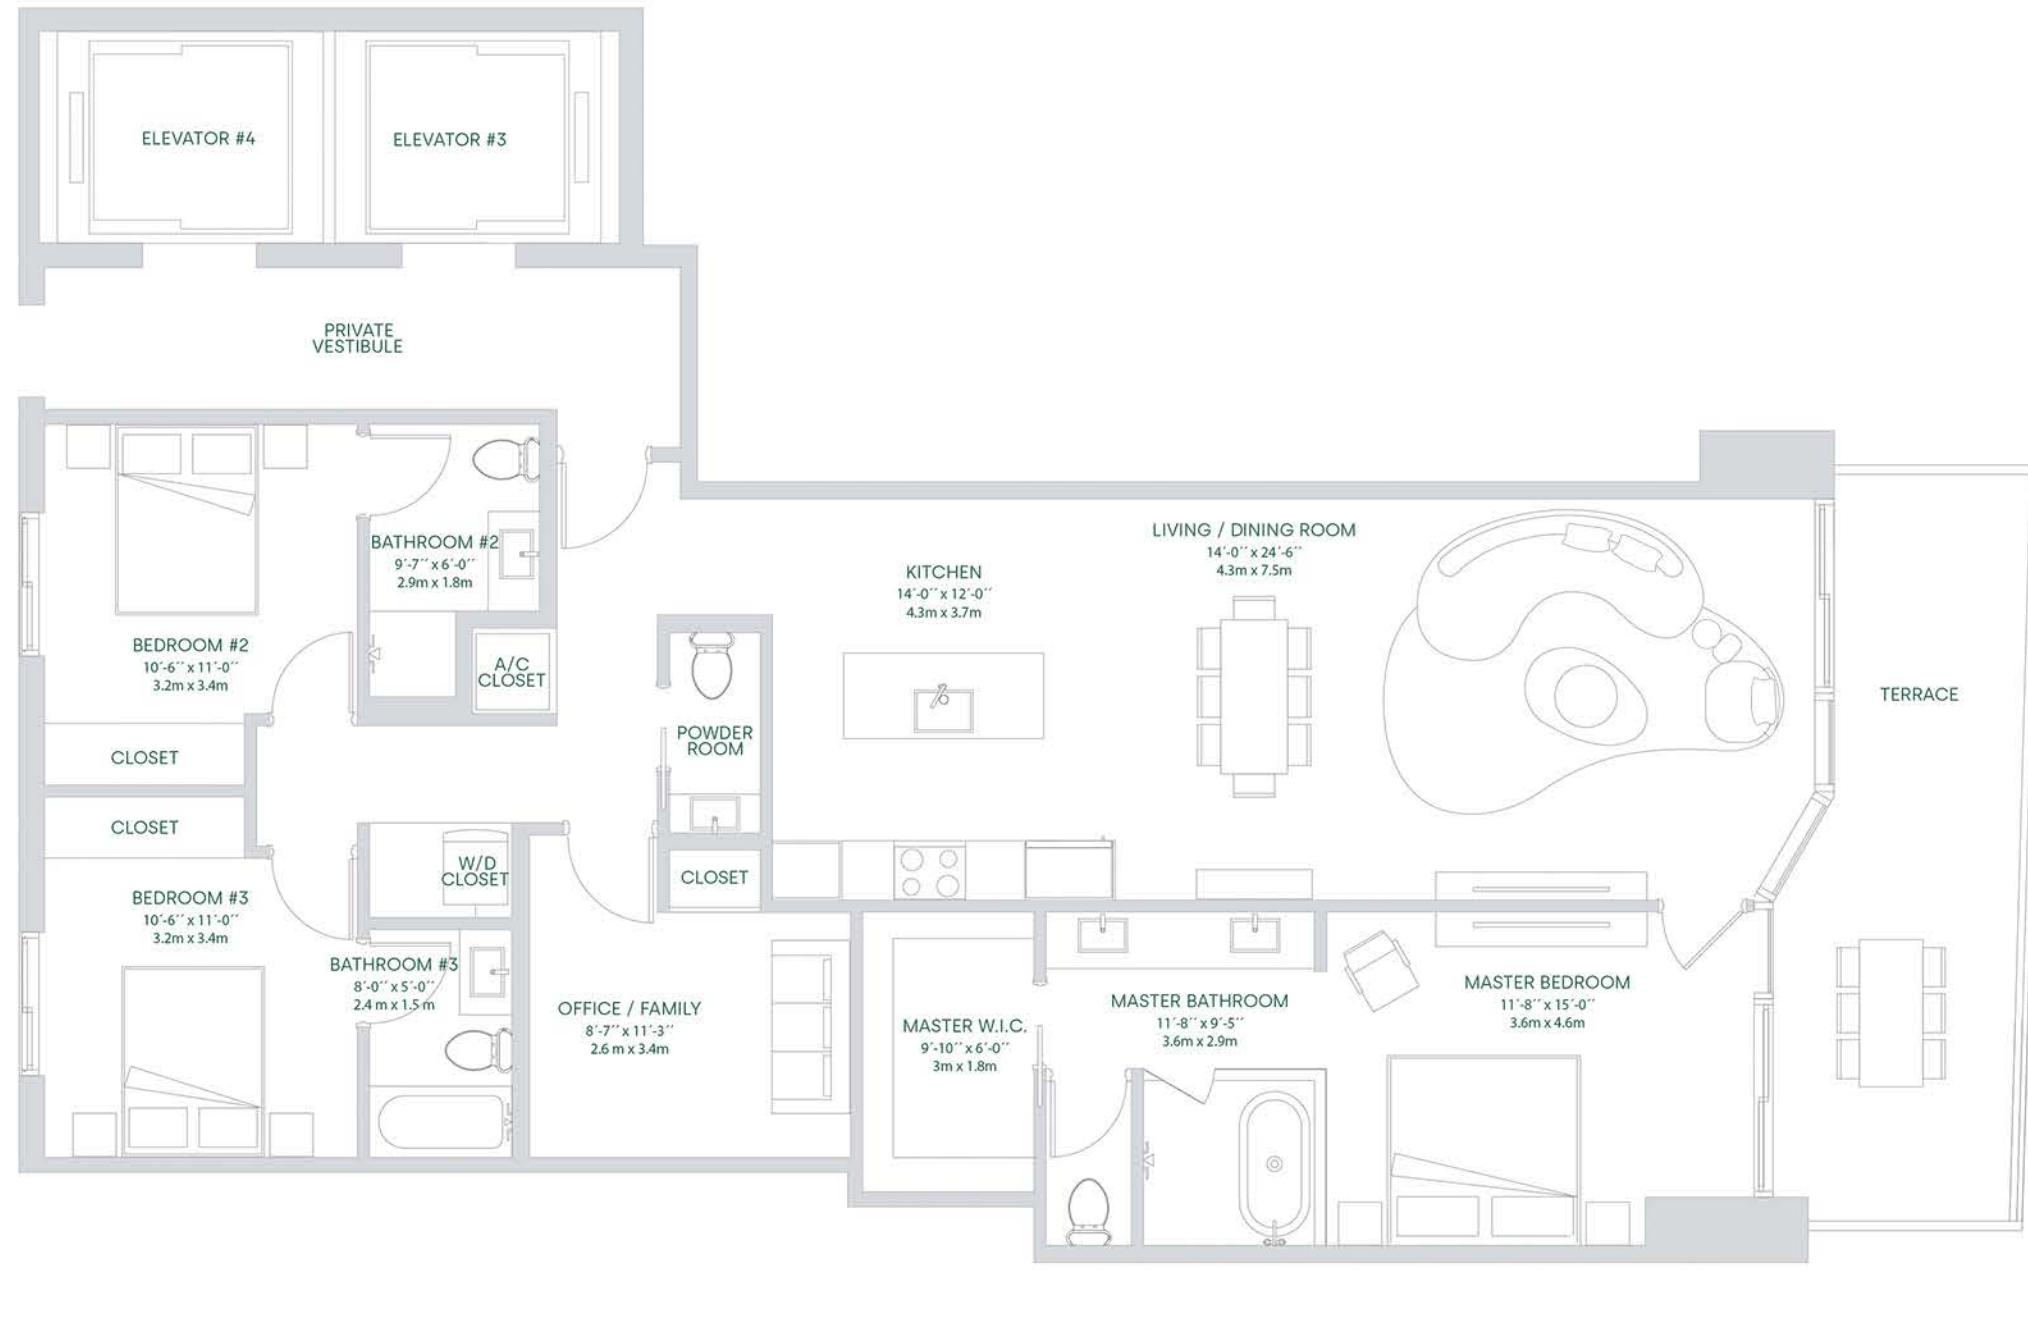 ELEVATOR #4
ELEVATOR #3
PRIVATE
VESTIBULE
BATHROOM #2
9´-7´´ x 6´-0´´
2.9m x 1.8m
LIVING / DINING ROOM
14´-0´´ x 24´-6´´
4.3m x 7.5m
KITCHEN
14´-0´´ x 12´-0´´
4.3m x 3.7m
BEDROOM #2
10´-6´´ x 11´-0´´
3.2m x 3.4m
A/C
CLOSET
TERRACE
POWDER
ROOM
CLOSET
CLOSET
W/D
CLOSET
CLOSET
BEDROOM #3
10´-6´´ x 11´-0´´
3.2m x 3.4m
BATHROOM #3
8´-0´´ x 5´-0´´
2.4 m x 1.5 m
OFFICE / FAMILY
8´-7´´ x 11´-3´´
2.6 m x 3.4m
MASTER W.I.C.
9´-10´´ x 6´-0´´
3m x 1.8m
MASTER BATHROOM
11´-8´´ x 9´-5´´
3.6m x 2.9m
MASTER BEDROOM
11´-8´´ x 15´-0´´
3.6m x 4.6m